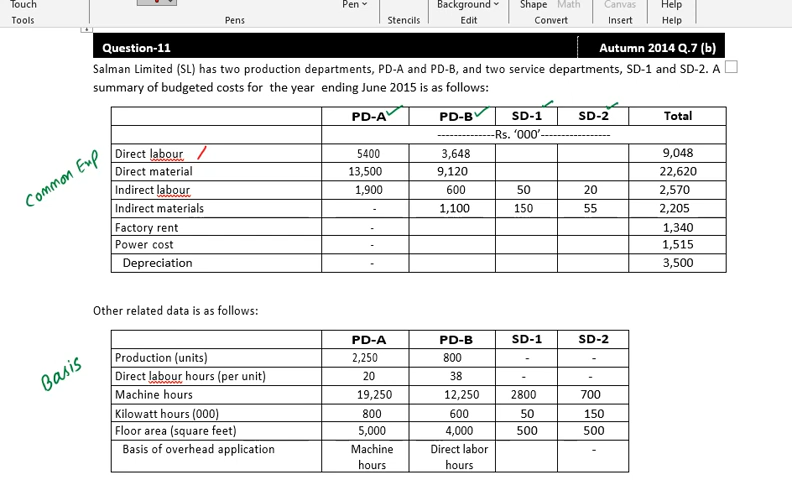 Touch Pen Background Shape Math Canvas Help
Tools Pens Stencils Edit Convert Insert Help
Question-11 Autumn 2014 Q.7 (b)
Salman Limited (SL) has two production departments, PD-A and PD-B, and two service departments, SD-1 and SD-2. A
summary of budgeted costs for the year ending June 2015 is as follows:
PD-A PD-B SD-1 SD-2 Total
--------------Rs. ‘000’-----------------
Common Exp
Direct labour 5400 3,648 9,048
Direct material 13,500 9,120 22,620
Indirect labour 1,900 600 50 20 2,570
Indirect materials - 1,100 150 55 2,205
Factory rent - 1,340
Power cost - 1,515
Depreciation - 3,500
Other related data is as follows:
Basis
PD-A PD-B SD-1 SD-2
Production (units) 2,250 800 - -
Direct labour hours (per unit) 20 38 - -
Machine hours 19,250 12,250 2800 700
Kilowatt hours (000) 800 600 50 150
Floor area (square feet) 5,000 4,000 500 500
Basis of overhead application Machine Direct labor -
hours hours